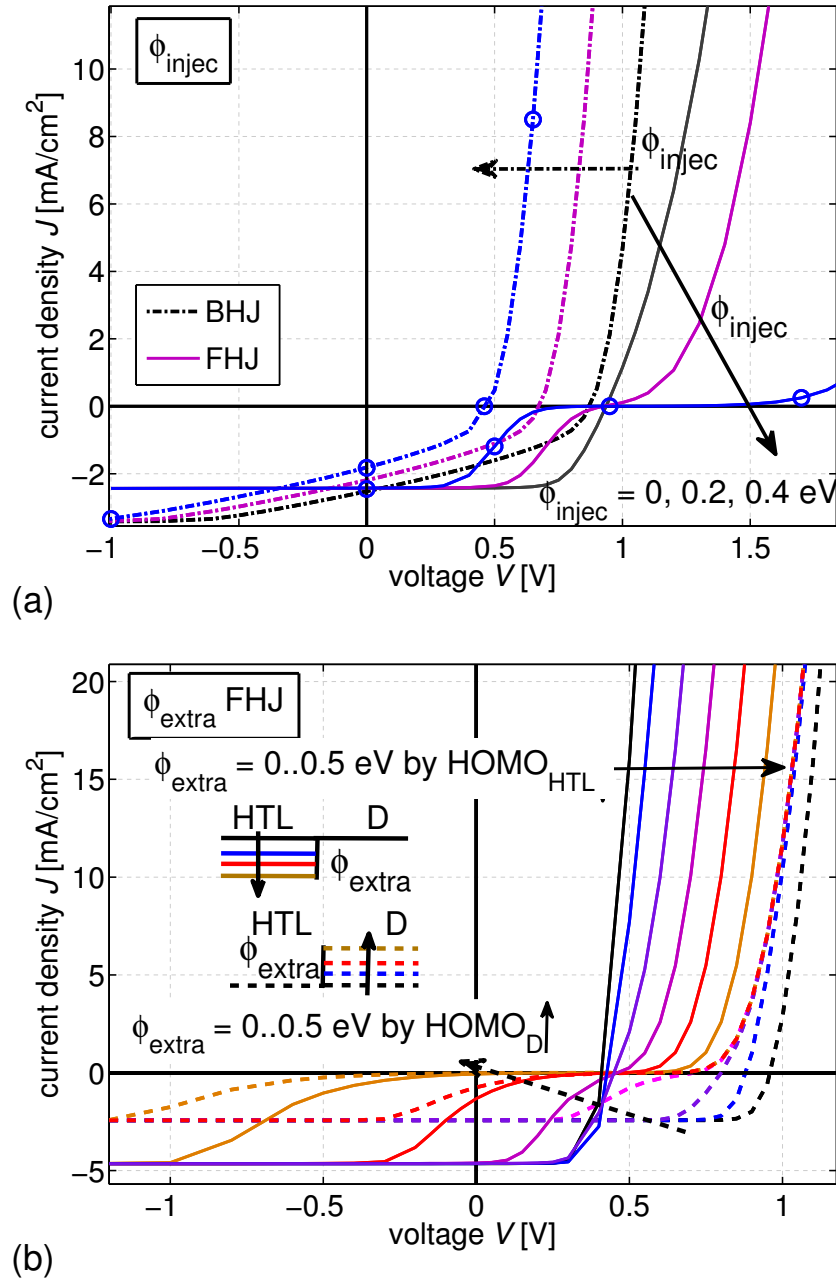 ϕinjec
BHJ
FHJ
ϕinjec
ϕinjec
ϕinjec = 0, 0.2, 0.4 eV
current density J [mA/cm2]
10
8
6
4
2
0
−2
−1 −0.5 0 0.5 1 1.5
voltage V [V]
(a)
ϕextra FHJ
ϕextra = 0..0.5 eV by HOMOHTL
HTL D
ϕextra
HTL D
ϕextra
ϕextra = 0..0.5 eV by HOMOD
current density J [mA/cm2]
20
15
10
5
0
−5
−1 −0.5 0 0.5 1
voltage V [V]
(b)